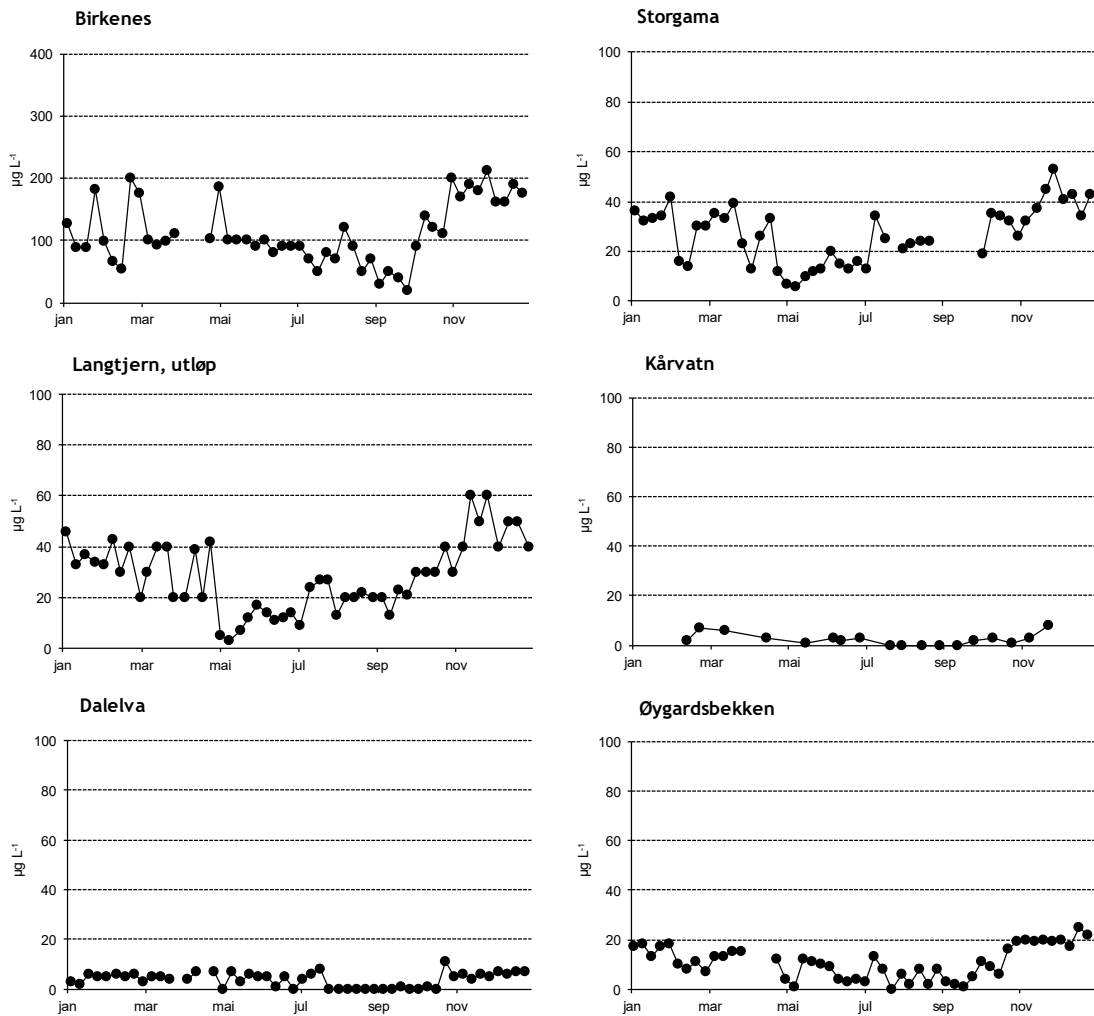 Birkenes
400
300
200
100
0
µg L-1
jan mar mai jul sep nov
Storgama
100
80
60
40
20
0
µg L-1
jan mar mai jul sep nov
Langtjern, utløp
100
80
60
40
20
0
µg L-1
jan mar mai jul sep nov
Kårvatn
100
80
60
40
20
0
µg L-1
jan mar mai jul sep nov
Dalelva
100
80
60
40
20
0
µg L-1
jan mar mai jul sep nov
Øygardsbekken
100
80
60
40
20
0
µg L-1
jan mar mai jul sep nov